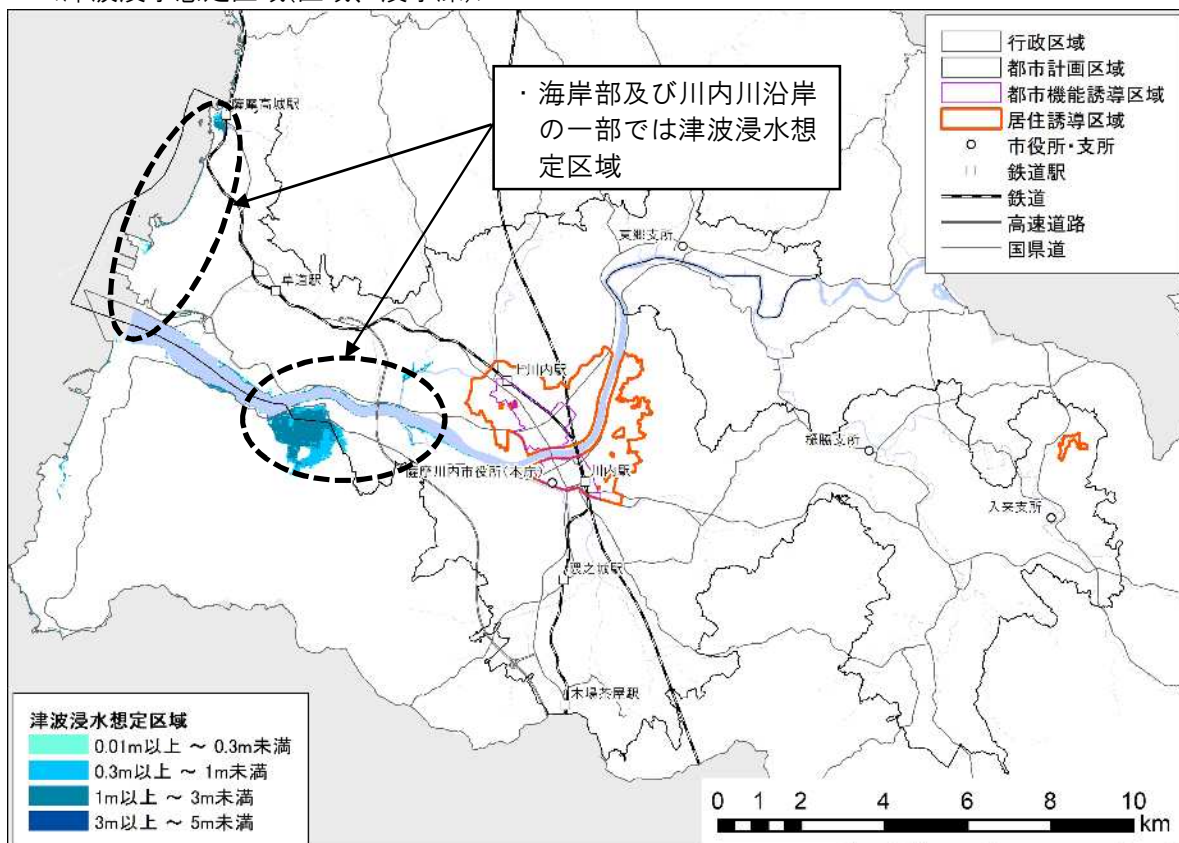 ・海岸部及び川内川沿岸
の一部では津波浸水想
定区域
行政区域
都市計画区域
都市機能誘導区域
居住誘導区域
市役所・支所
鉄道駅
鉄道
高速道路
国県道
薩摩高城駅
東郷支所
草道駅
上川内駅
樋脇支所
薩摩川内市役所(本庁)
川内駅
入来支所
隈之城駅
木場茶屋駅
津波浸水想定区域
0.01m以上 ～ 0.3m未満
0.3m以上 ～ 1m未満
1m以上 ～ 3m未満
3m以上 ～ 5m未満
0 1 2 4 6 8 10
km